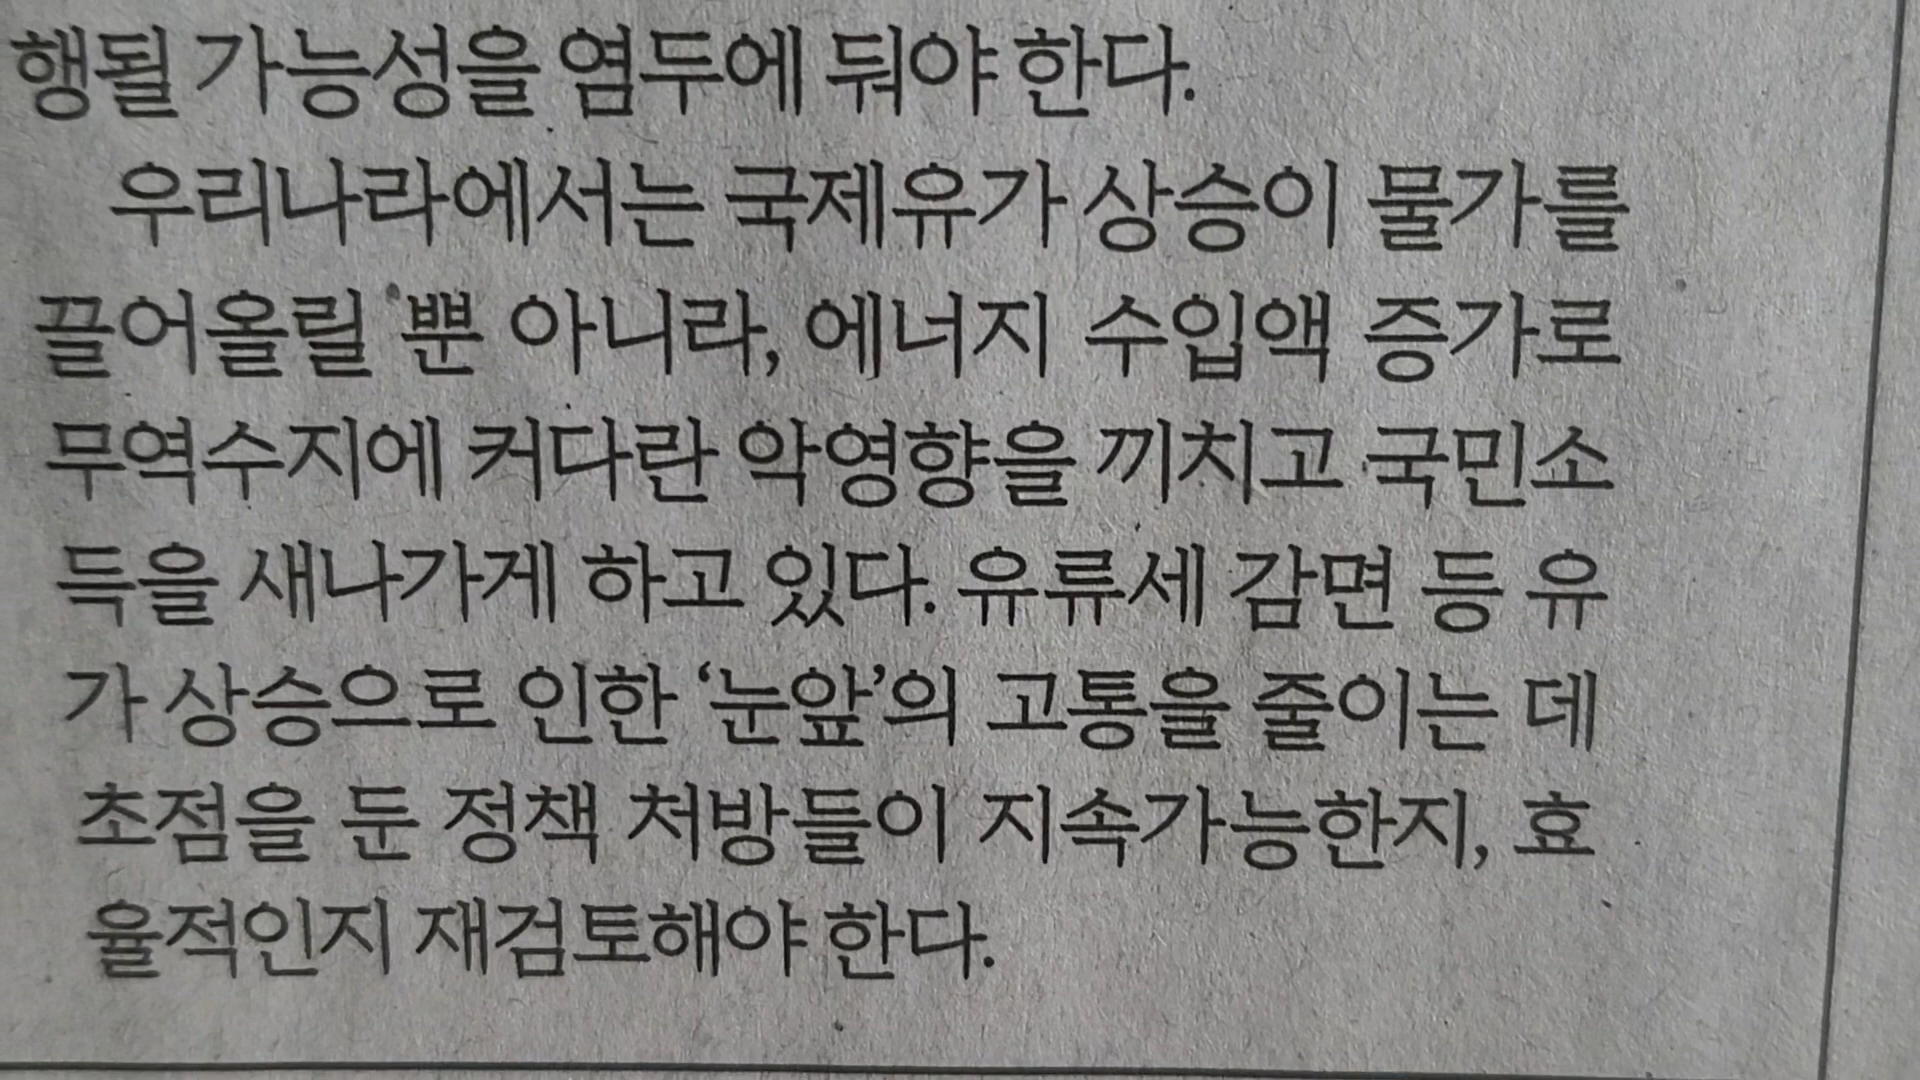 행될 가능성을 염두에 둬야 한다.
우리나라에서는 국제유가 상승이 물가를
끌어올릴 뿐 아니라, 에너지 수입액 증가로
무역수지에 커다란 악영향을 끼치고 국민소
득을 새나가게 하고 있다. 유류세 감면 등 유
가 상승으로 인한 ‘눈앞’의 고통을 줄이는 데
초점을 둔 정책 처방들이 지속가능한지, 효
율적인지 재검토해야 한다.